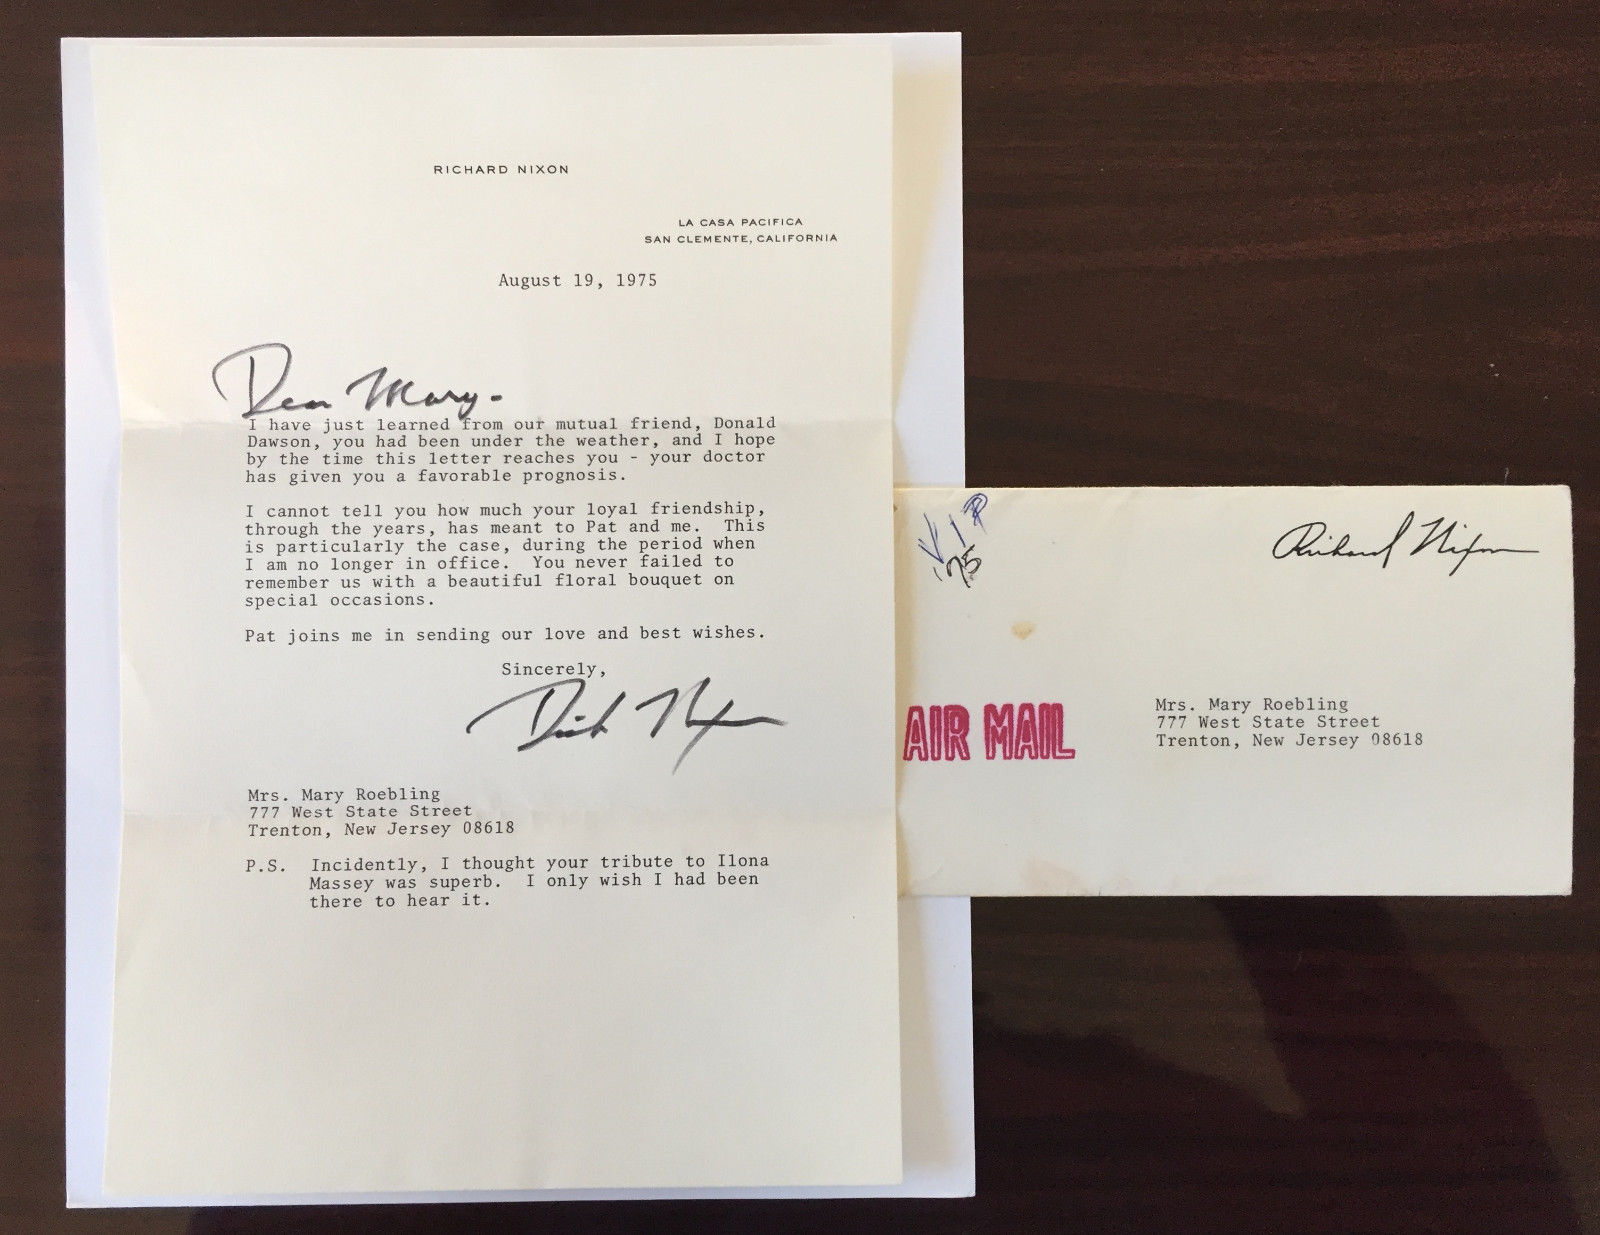 RICHARD NIXON
LA CASA PACIFICA
SAN CLEMENTE, CALIFORNIA
August 19, 1975
Dear Mary-
I have just learned from our mutual friend, Donald
Dawson, you had been under the weather, and I hope
by the time this letter reaches you - your doctor
has given you a favorable prognosis.
I cannot tell you how much your loyal friendship,
through the years, has meant to Pat and me. This
is particularly the case, during the period when
I am no longer in office. You never failed to
remember us with a beautiful floral bouquet on
special occasions.
Pat joins me in sending our love and best wishes.
Sincerely,
Dick Nixon
Mrs. Mary Roebling
777 West State Street
Trenton, New Jersey 08618
P.S. Incidently, I thought your tribute to Ilona
Massey was superb. I only wish I had been
there to hear it.
VIP
'75
Richard Nixon
AIR MAIL
Mrs. Mary Roebling
777 West State Street
Trenton, New Jersey 08618